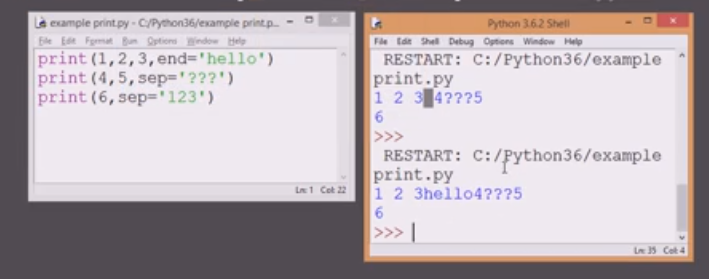 example print.py - C:/Python36/example print.p...
File Edit Format Run Options Window Help
print(1,2,3,end='hello')
print(4,5,sep='???')
print(6,sep='123')
Ln: 1 Col: 22
Python 3.6.2 Shell
File Edit Shell Debug Options Window Help
RESTART: C:/Python36/example
print.py
1 2 3 4???5
6
>>>
RESTART: C:/Python36/example
print.py
1 2 3hello4???5
6
>>>
Ln: 35 Col: 4